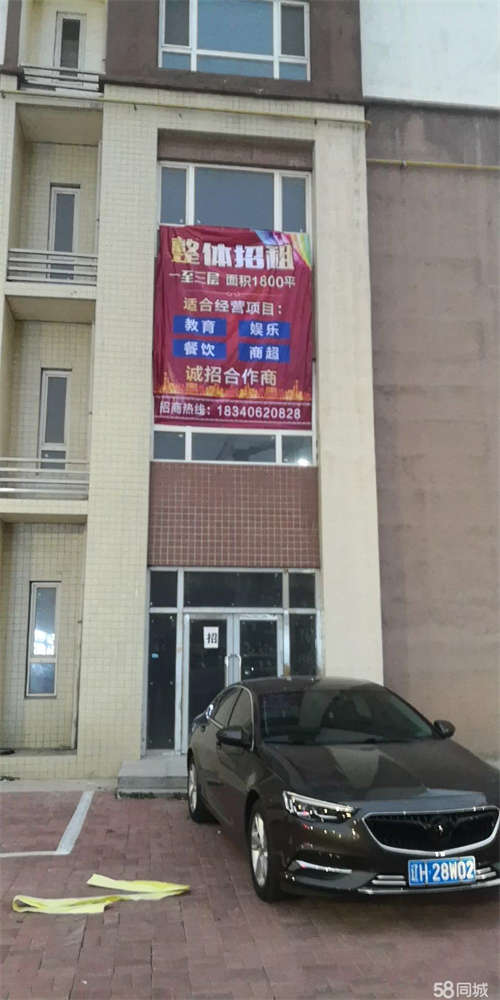 整体招租
一至三层 面积1800平
适合经营项目：
教育 娱乐
餐饮 商超
诚招合作商
招商热线：18340620828
招
辽H·28W02
58同城